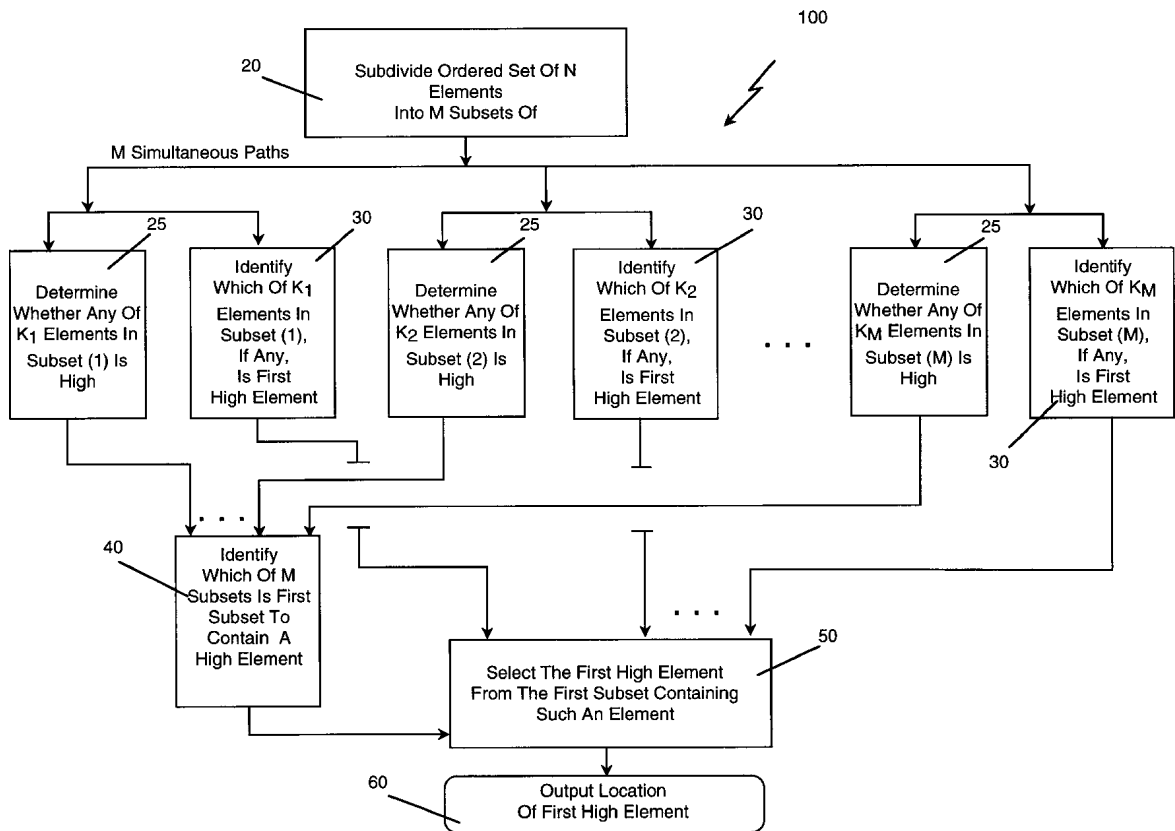 100
20
Subdivide Ordered Set Of N
Elements
Into M Subsets Of
M Simultaneous Paths
25
Determine
Whether Any Of
K1 Elements In
Subset (1) Is
High
30
Identify
Which Of K1
Elements In
Subset (1),
If Any,
Is First
High Element
25
Determine
Whether Any Of
K2 Elements In
Subset (2) Is
High
30
Identify
Which Of K2
Elements In
Subset (2),
If Any,
Is First
High Element
. . .
25
Determine
Whether Any Of
KM Elements In
Subset (M) Is
High
Identify
Which Of KM
Elements In
Subset (M),
If Any,
Is First
High Element
30
30
. . .
40
Identify
Which Of M
Subsets Is First
Subset To
Contain A
High Element
. . .
50
Select The First High Element
From The First Subset Containing
Such An Element
60
Output Location
Of First High Element